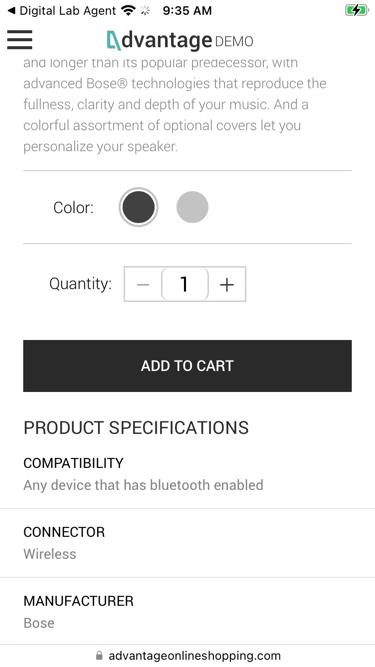 Digital Lab Agent 9:35 AM
Advantage DEMO
and longer than its popular predecessor, with
advanced Bose® technologies that reproduce the
fullness, clarity and depth of your music. And a
colorful assortment of optional covers let you
personalize your speaker.
Color:
Quantity: − 1 +
ADD TO CART
PRODUCT SPECIFICATIONS
COMPATIBILITY
Any device that has bluetooth enabled
CONNECTOR
Wireless
MANUFACTURER
Bose
advantageonlineshopping.com